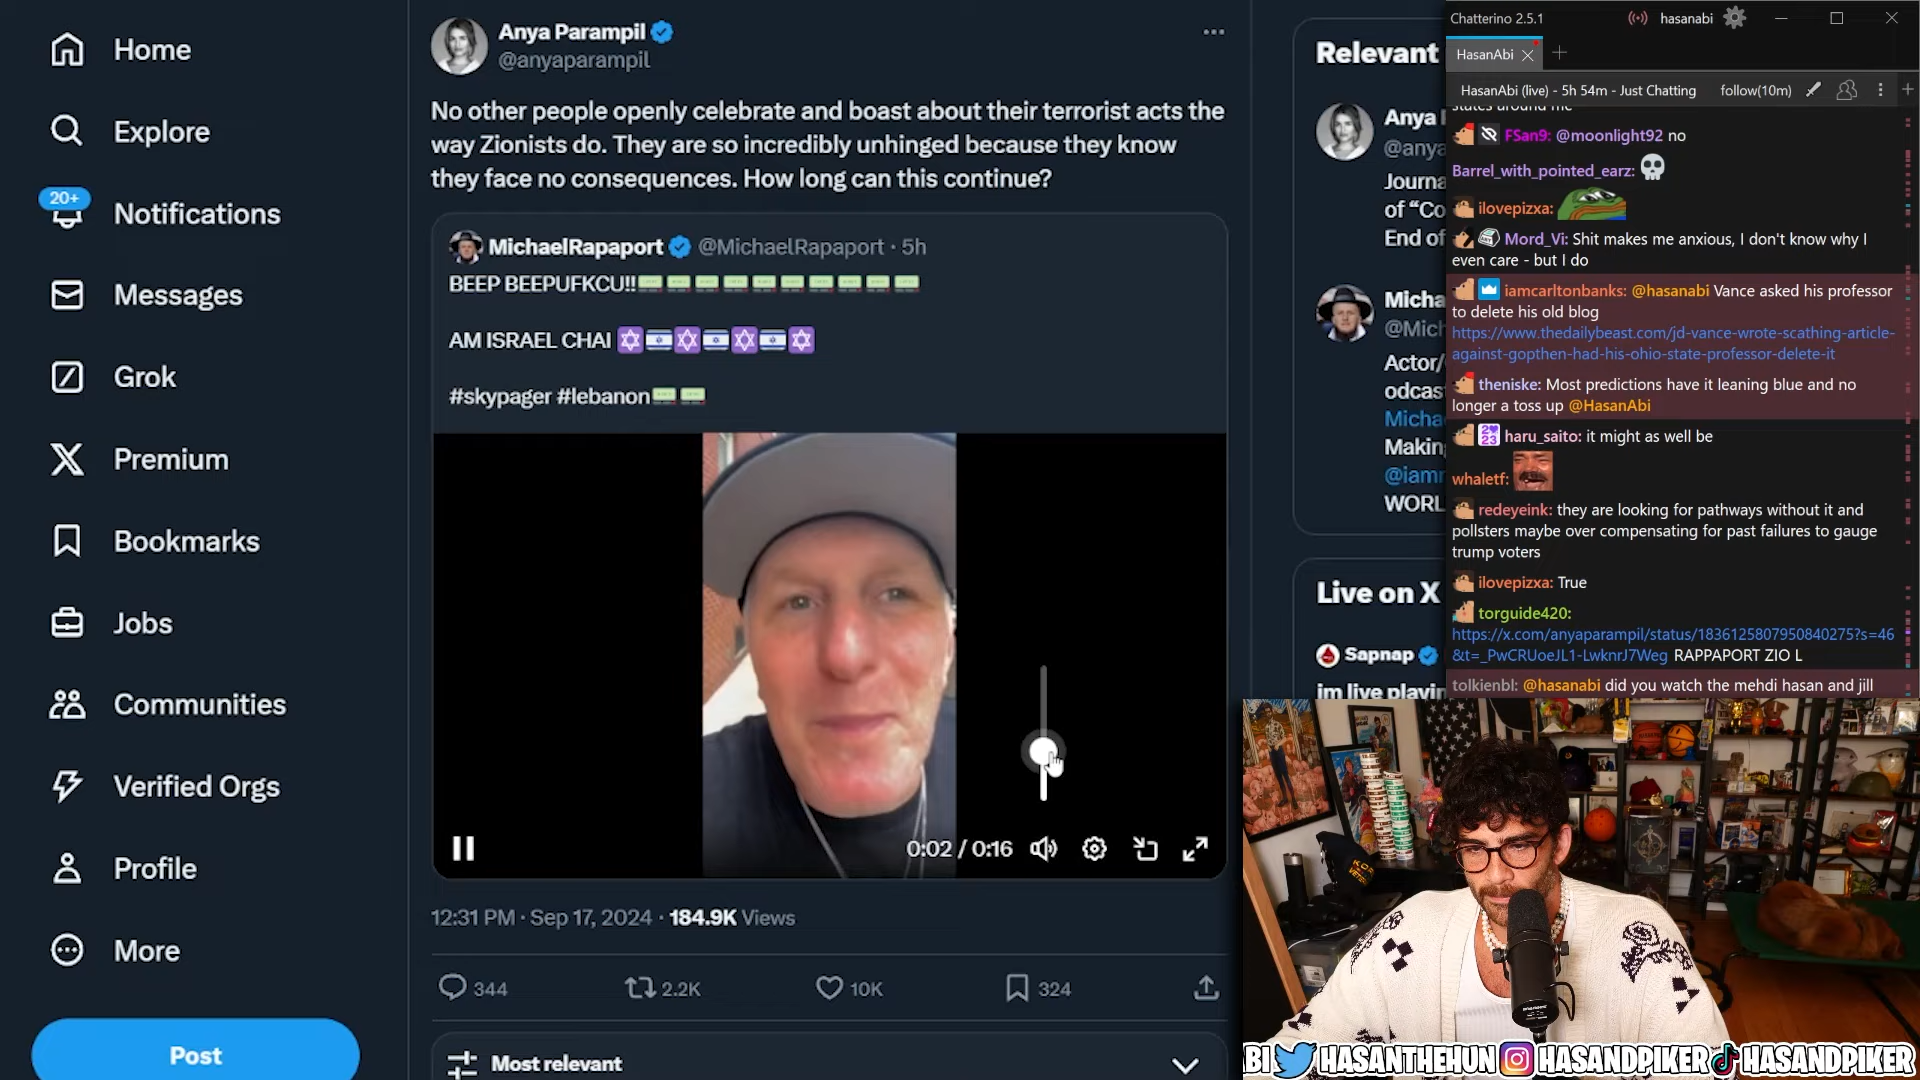 Home
Explore
20+
Notifications
Messages
Grok
Premium
Bookmarks
Jobs
Communities
Verified Orgs
Profile
More
Post
Anya Parampil
@anyaparampil
No other people openly celebrate and boast about their terrorist acts the
way Zionists do. They are so incredibly unhinged because they know
they face no consequences. How long can this continue?
MichaelRapaport @MichaelRapaport · 5h
BEEP BEEPUFKCU!!
AM ISRAEL CHAI
#skypager #lebanon
0:02 / 0:16
12:31 PM · Sep 17, 2024 · 184.9K Views
344
2.2K
10K
324
Most relevant
Relevant
Anya
@anya
Journa
of “Co
End of
Micha
@Mich
Actor/
odcas
Micha
Making
@iamr
WORL
Live on X
Sapnap
im live playin
Chatterino 2.5.1
hasanabi
HasanAbi
HasanAbi (live) - 5h 54m - Just Chatting
follow(10m)
states around me
FSan9: @moonlight92 no
Barrel_with_pointed_earz:
ilovepizxa:
Mord_Vi: Shit makes me anxious, I don't know why I
even care - but I do
iamcarltonbanks: @hasanabi Vance asked his professor
to delete his old blog
https://www.thedailybeast.com/jd-vance-wrote-scathing-article-
against-gopthen-had-his-ohio-state-professor-delete-it
theniske: Most predictions have it leaning blue and no
longer a toss up @HasanAbi
haru_saito: it might as well be
whaletf:
redeyeink: they are looking for pathways without it and
pollsters maybe over compensating for past failures to gauge
trump voters
ilovepizxa: True
torguide420:
https://x.com/anyaparampil/status/1836125807950840275?s=46
&t=_PwCRUoeJL1-LwknrJ7Weg RAPPAPORT ZIO L
tolkienbl: @hasanabi did you watch the mehdi hasan and jill
BI HASANTHEHUN HASANDPIKER HASANDPIKER